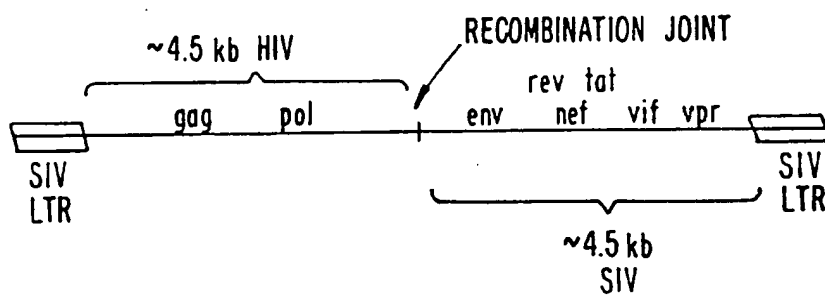 RECOMBINATION JOINT
~4.5 kb HIV
rev tat
gag pol env nef vif vpr
SIV
LTR
SIV
LTR
~4.5 kb
SIV